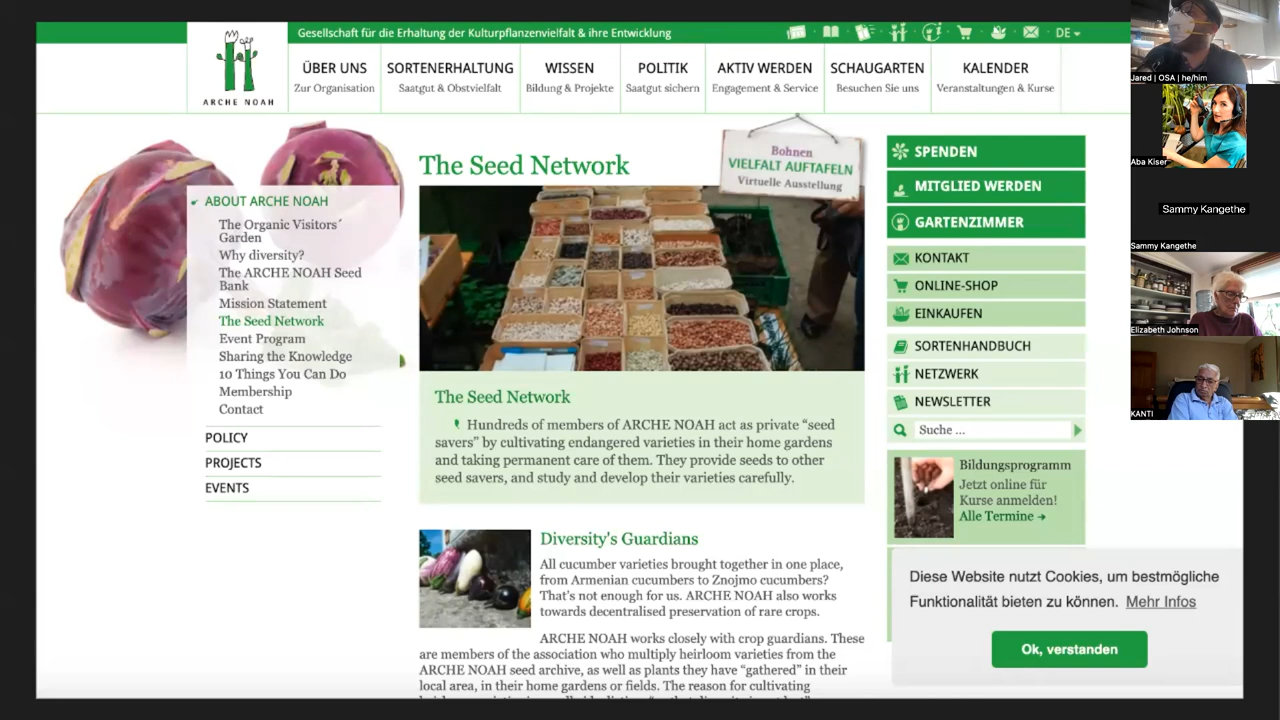 Gesellschaft für die Erhaltung der Kulturpflanzenvielfalt & ihre Entwicklung
DE
ARCHE NOAH
ÜBER UNS
Zur Organisation
SORTENERHALTUNG
Saatgut & Obstvielfalt
WISSEN
Bildung & Projekte
POLITIK
Saatgut sichern
AKTIV WERDEN
Engagement & Service
SCHAUGARTEN
Besuchen Sie uns
KALENDER
Veranstaltungen & Kurse
ABOUT ARCHE NOAH
The Organic Visitors´
Garden
Why diversity?
The ARCHE NOAH Seed
Bank
Mission Statement
The Seed Network
Event Program
Sharing the Knowledge
10 Things You Can Do
Membership
Contact
POLICY
PROJECTS
EVENTS
The Seed Network
Bohnen
VIELFALT AUFTAFELN
Virtuelle Ausstellung
The Seed Network
Hundreds of members of ARCHE NOAH act as private “seed
savers” by cultivating endangered varieties in their home gardens
and taking permanent care of them. They provide seeds to other
seed savers, and study and develop their varieties carefully.
Diversity's Guardians
All cucumber varieties brought together in one place,
from Armenian cucumbers to Znojmo cucumbers?
That’s not enough for us. ARCHE NOAH also works
towards decentralised preservation of rare crops.
ARCHE NOAH works closely with crop guardians. These
are members of the association who multiply heirloom varieties from the
ARCHE NOAH seed archive, as well as plants they have “gathered” in their
local area, in their home gardens or fields. The reason for cultivating
SPENDEN
MITGLIED WERDEN
GARTENZIMMER
KONTAKT
ONLINE-SHOP
EINKAUFEN
SORTENHANDBUCH
NETZWERK
NEWSLETTER
Suche ...
Bildungsprogramm
Jetzt online für
Kurse anmelden!
Alle Termine →
Diese Website nutzt Cookies, um bestmögliche
Funktionalität bieten zu können. Mehr Infos
Ok, verstanden
Jared | OSA | he/him
Aba Kiser
Sammy Kangethe
Sammy Kangethe
Elizabeth Johnson
KANTI